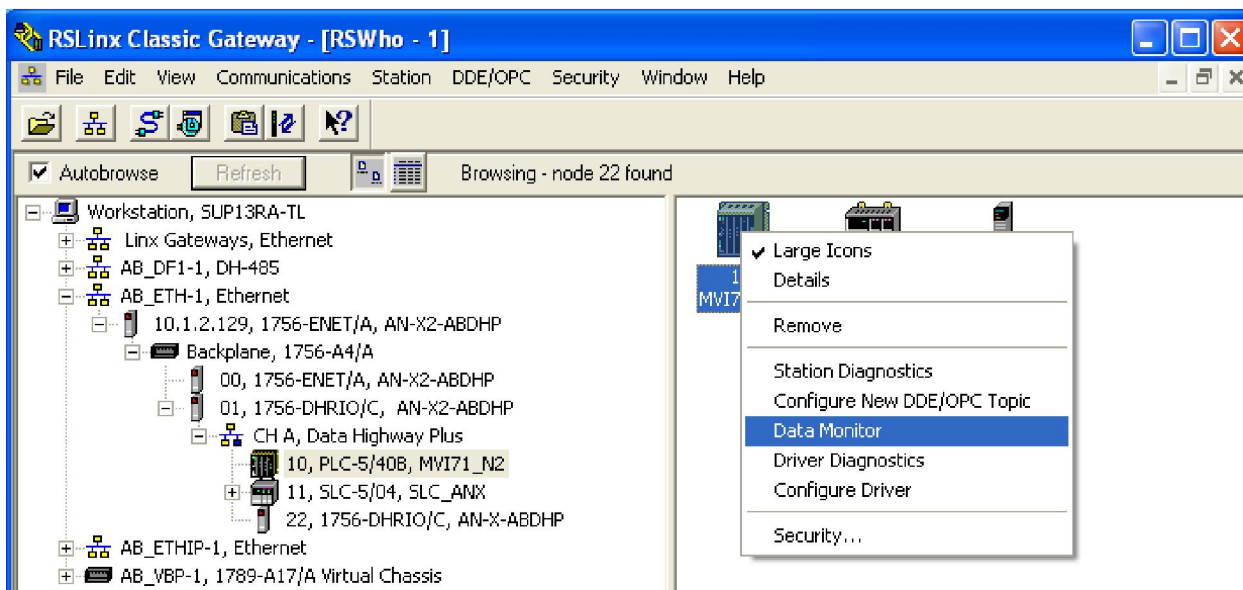 RSLinx Classic Gateway - [RSWho - 1]
File Edit View Communications Station DDE/OPC Security Window Help
Autobrowse Refresh Browsing - node 22 found
Workstation, SUP13RA-TL
Linx Gateways, Ethernet
AB_DF1-1, DH-485
AB_ETH-1, Ethernet
10.1.2.129, 1756-ENET/A, AN-X2-ABDHP
Backplane, 1756-A4/A
00, 1756-ENET/A, AN-X2-ABDHP
01, 1756-DHRIO/C, AN-X2-ABDHP
CH A, Data Highway Plus
10, PLC-5/40B, MVI71_N2
11, SLC-5/04, SLC_ANX
22, 1756-DHRIO/C, AN-X-ABDHP
AB_ETHIP-1, Ethernet
AB_VBP-1, 1789-A17/A Virtual Chassis
1
MVI7
Large Icons
Details
Remove
Station Diagnostics
Configure New DDE/OPC Topic
Data Monitor
Driver Diagnostics
Configure Driver
Security...